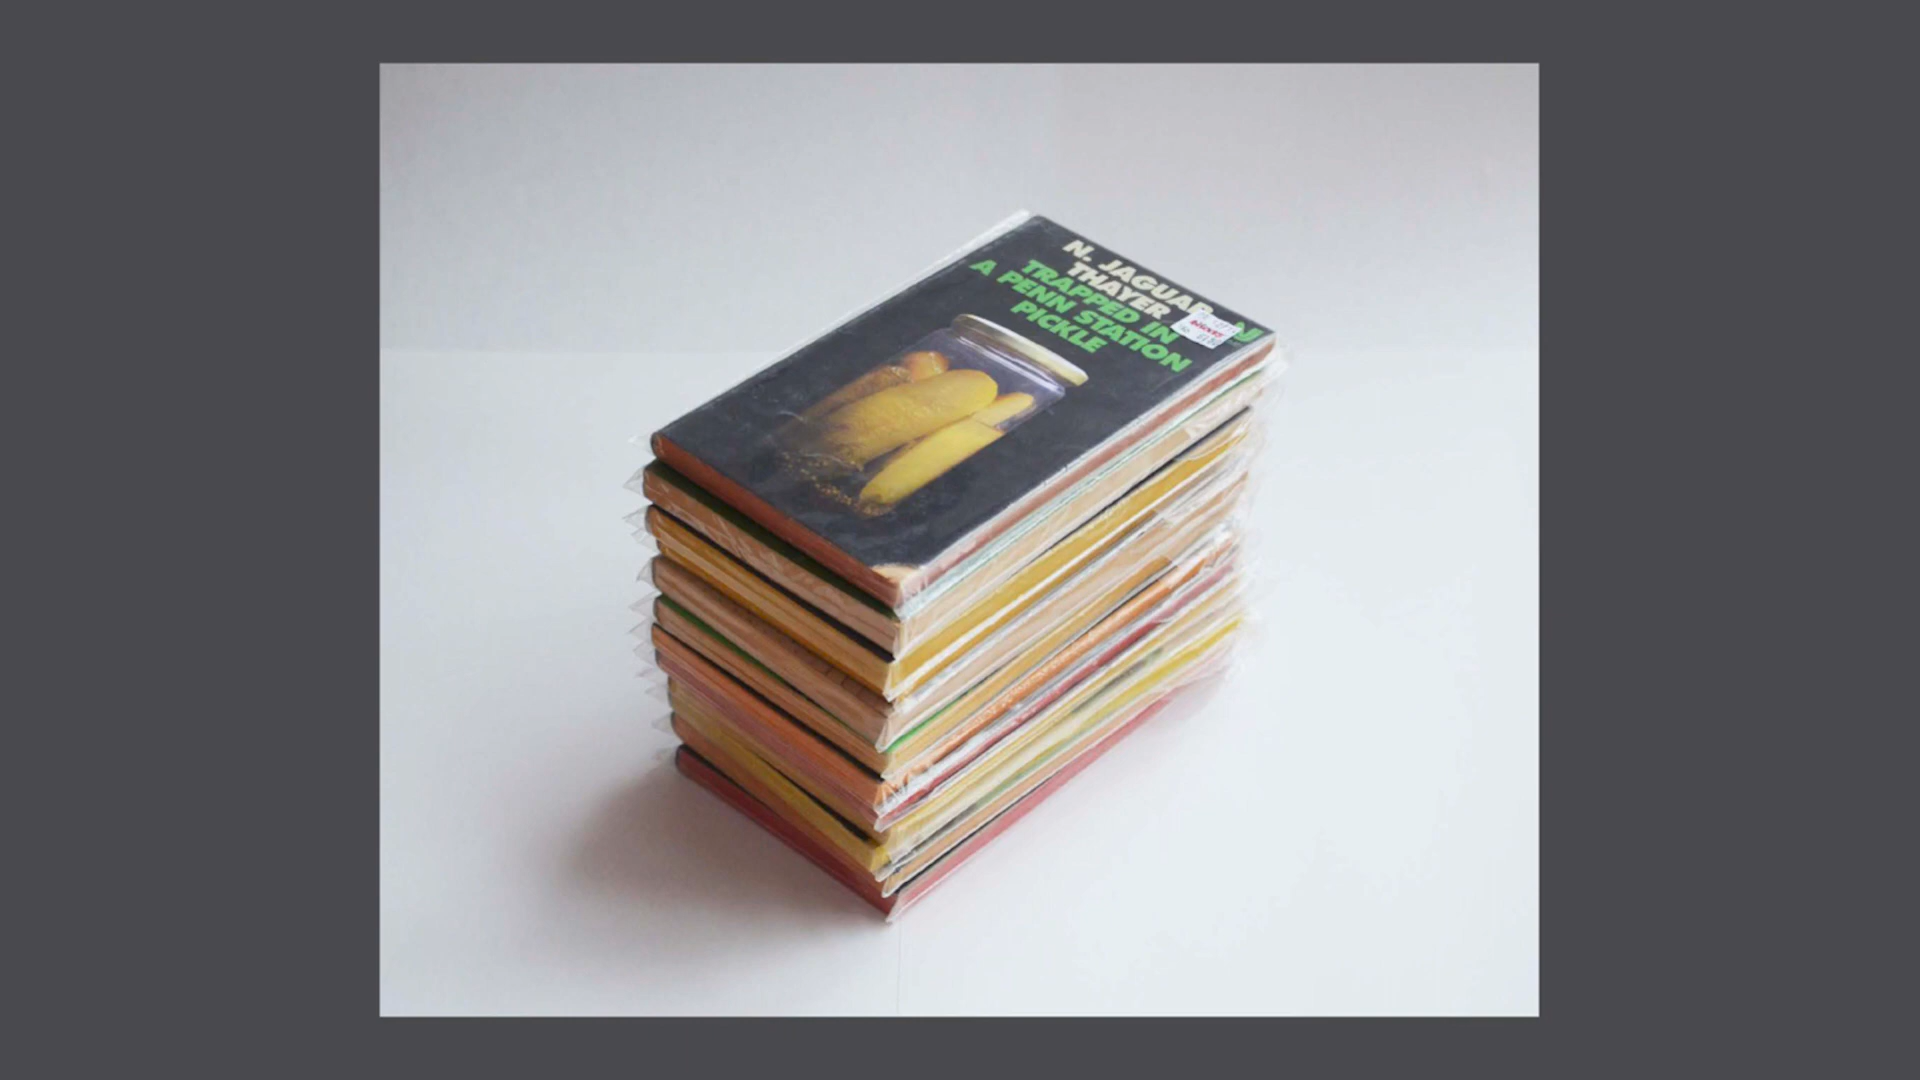 N. JAGUAR
THAYER
TRAPPED IN
A PENN STATION
PICKLE